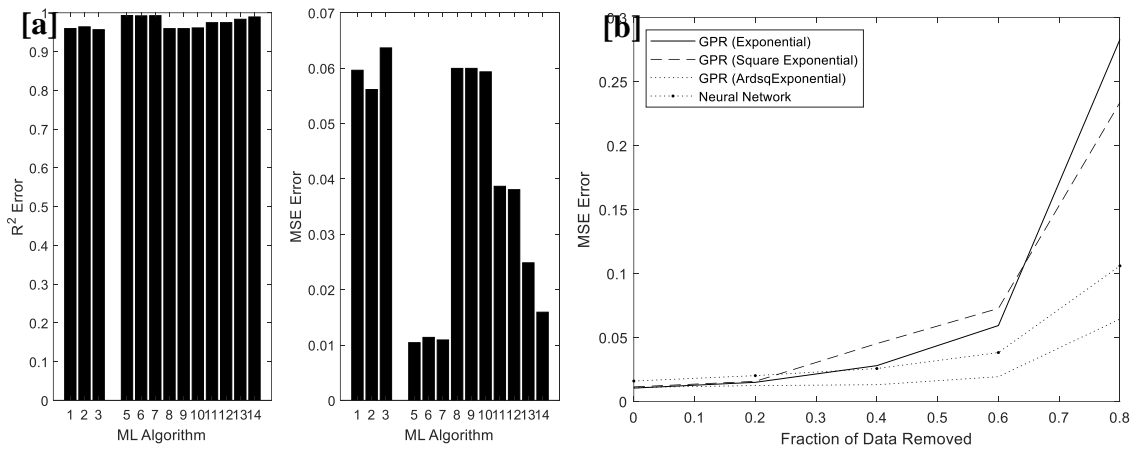 [a]
1
0.9
0.8
0.7
0.6
0.5
0.4
0.3
0.2
0.1
0
R2 Error
1 2 3 5 6 7 8 9 1011121314
ML Algorithm
0.07
0.06
0.05
0.04
0.03
0.02
0.01
0
MSE Error
1 2 3 5 6 7 8 9 10 11 12 13 14
ML Algorithm
[b]
0.3
0.25
0.2
0.15
0.1
0.05
0
MSE Error
GPR (Exponential)
GPR (Square Exponential)
GPR (ArdsqExponential)
Neural Network
0 0.1 0.2 0.3 0.4 0.5 0.6 0.7 0.8
Fraction of Data Removed